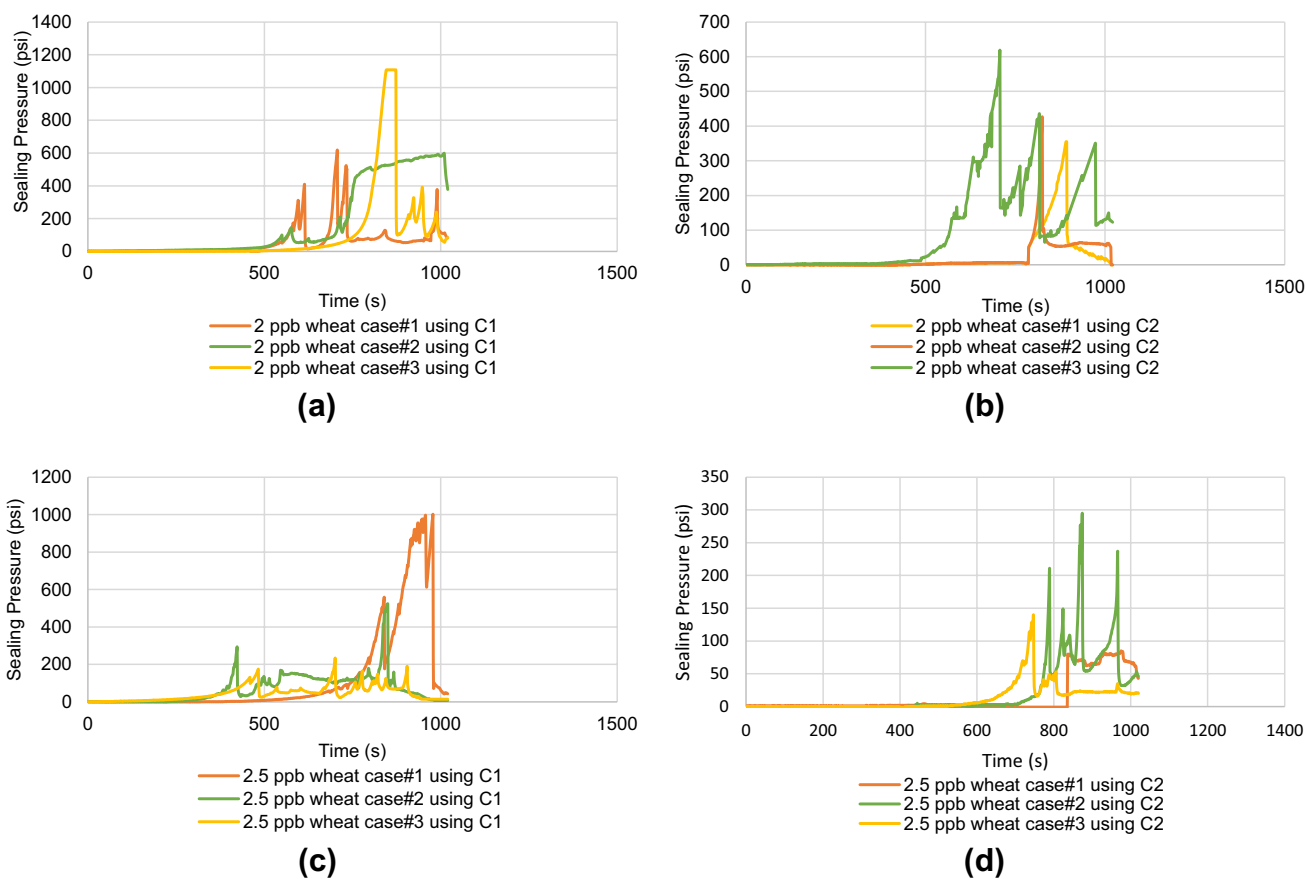 1400
1200
1000
800
600
400
200
0
0 500 1000 1500
Sealing Pressure (psi)
Time (s)
2 ppb wheat case#1 using C1
2 ppb wheat case#2 using C1
2 ppb wheat case#3 using C1
(a)
700
600
500
400
300
200
100
0
0 500 1000 1500
Sealing Pressure (psi)
Time (s)
2 ppb wheat case#1 using C2
2 ppb wheat case#2 using C2
2 ppb wheat case#3 using C2
(b)
1200
1000
800
600
400
200
0
0 500 1000 1500
Sealing Pressure (psi)
Time (s)
2.5 ppb wheat case#1 using C1
2.5 ppb wheat case#2 using C1
2.5 ppb wheat case#3 using C1
(c)
350
300
250
200
150
100
50
0
0 200 400 600 800 1000 1200 1400
Sealing Pressure (psi)
Time (s)
2.5 ppb wheat case#1 using C2
2.5 ppb wheat case#2 using C2
2.5 ppb wheat case#3 using C2
(d)